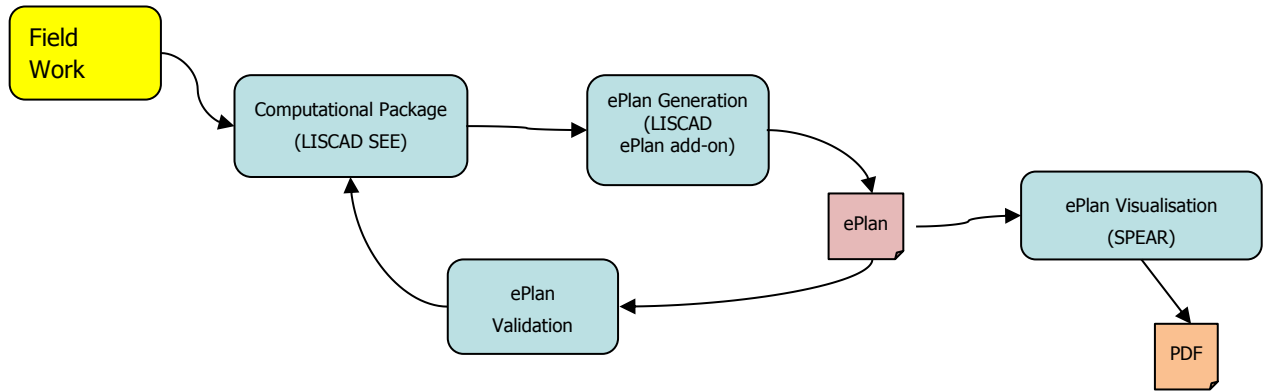 Field
Work
Computational Package
(LISCAD SEE)
ePlan Generation
(LISCAD
ePlan add-on)
ePlan
ePlan Visualisation
(SPEAR)
ePlan
Validation
PDF